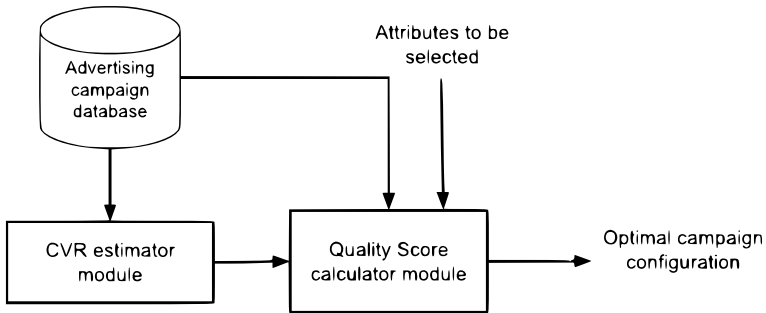 Advertising
campaign
database
Attributes to be
selected
CVR estimator
module
Quality Score
calculator module
Optimal campaign
configuration